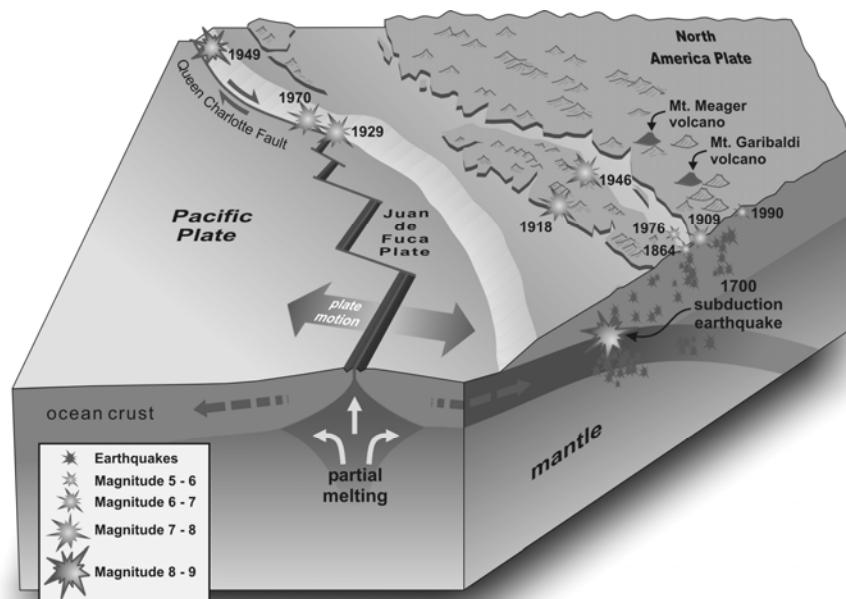 North
America Plate
1949
Queen Charlotte Fault
1970
1929
Mt. Meager
volcano
Mt. Garibaldi
volcano
1946
Pacific
Plate
Juan
de
Fuca
Plate
1918
1976
1864
1909
1990
1700
subduction
earthquake
plate
motion
ocean crust
partial
melting
mantle
Earthquakes
Magnitude 5 - 6
Magnitude 6 - 7
Magnitude 7 - 8
Magnitude 8 - 9